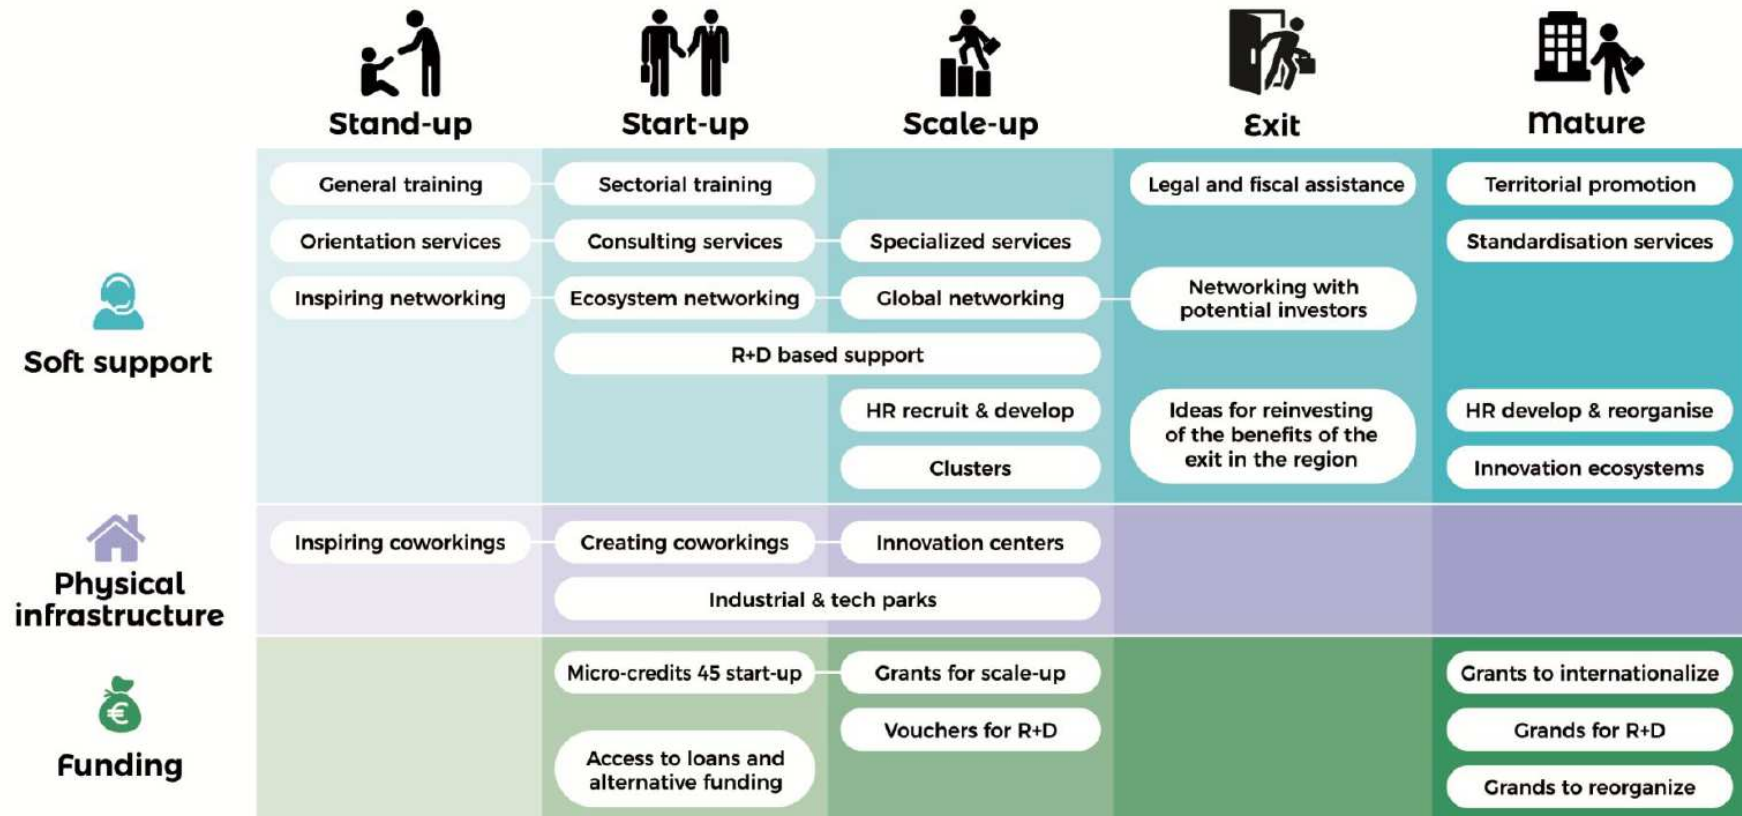 Stand-up
Start-up
Scale-up
Exit
Mature
Soft support
General training
Sectorial training
Legal and fiscal assistance
Territorial promotion
Orientation services
Consulting services
Specialized services
Standardisation services
Inspiring networking
Ecosystem networking
Global networking
Networking with
potential investors
R+D based support
HR recruit & develop
Ideas for reinvesting
of the benefits of the
exit in the region
HR develop & reorganise
Clusters
Innovation ecosystems
Physical
infrastructure
Inspiring coworkings
Creating coworkings
Innovation centers
Industrial & tech parks
Funding
€
Micro-credits 45 start-up
Grants for scale-up
Grants to internationalize
Vouchers for R+D
Grands for R+D
Access to loans and
alternative funding
Grands to reorganize